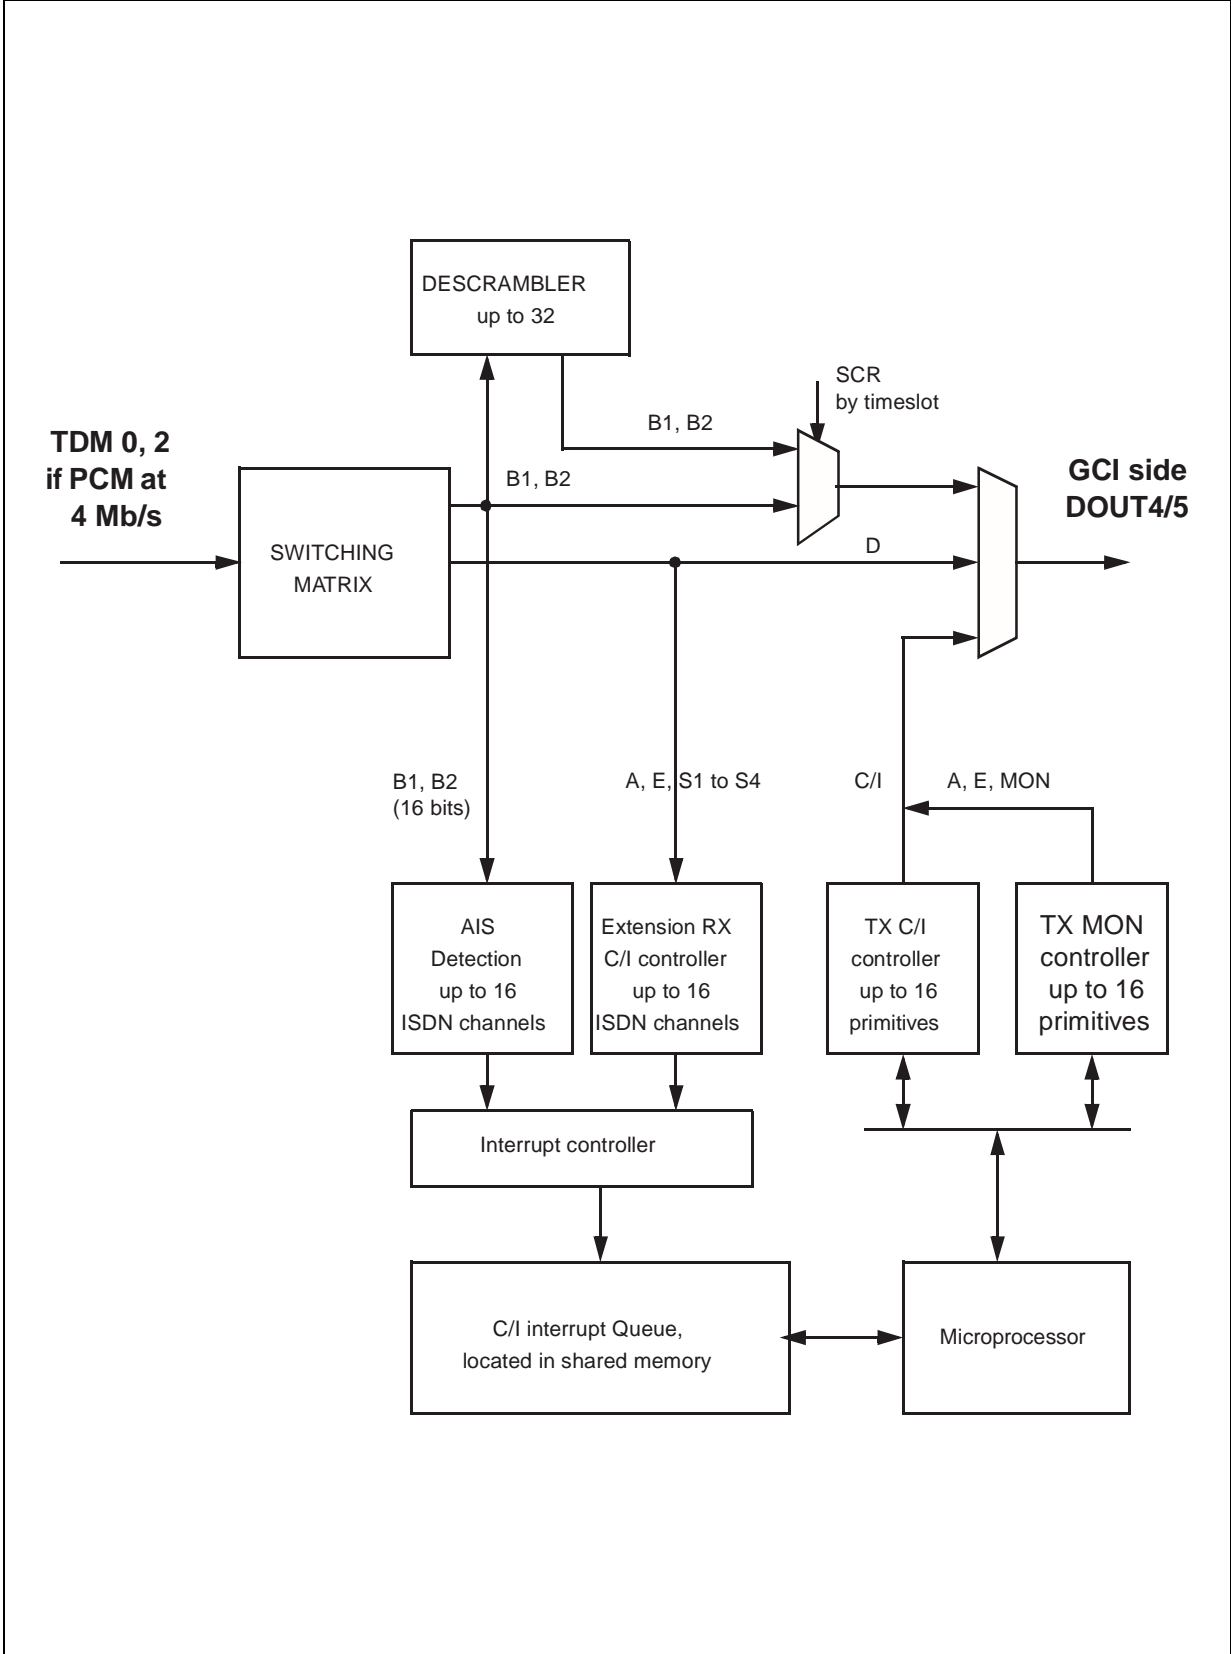 DESCRAMBLER
up to 32
SCR
by timeslot
B1, B2
TDM 0, 2
if PCM at
4 Mb/s
B1, B2
GCI side
DOUT4/5
SWITCHING
MATRIX
D
B1, B2
(16 bits)
A, E, S1 to S4
C/I
A, E, MON
AIS
Detection
up to 16
ISDN channels
Extension RX
C/I controller
up to 16
ISDN channels
TX C/I
controller
up to 16
primitives
TX MON
controller
up to 16
primitives
Interrupt controller
C/I interrupt Queue,
located in shared memory
Microprocessor